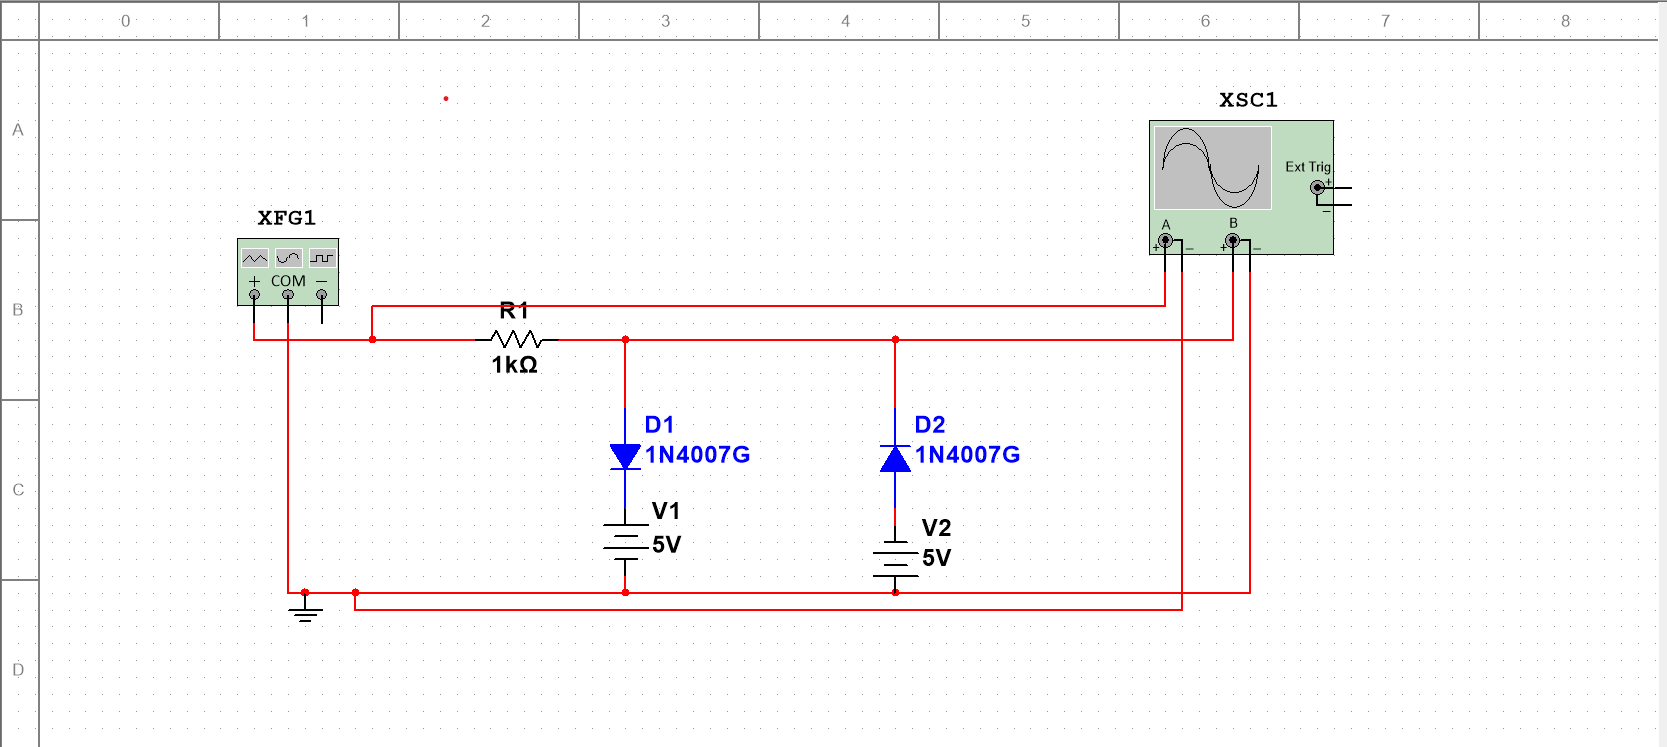 0 1 2 3 4 5 6 7 8
A
B
C
D
XSC1
Ext Trig
+
−
A B
+ − + −
XFG1
+ COM −
R1
1kΩ
D1
1N4007G
D2
1N4007G
V1
5V
V2
5V